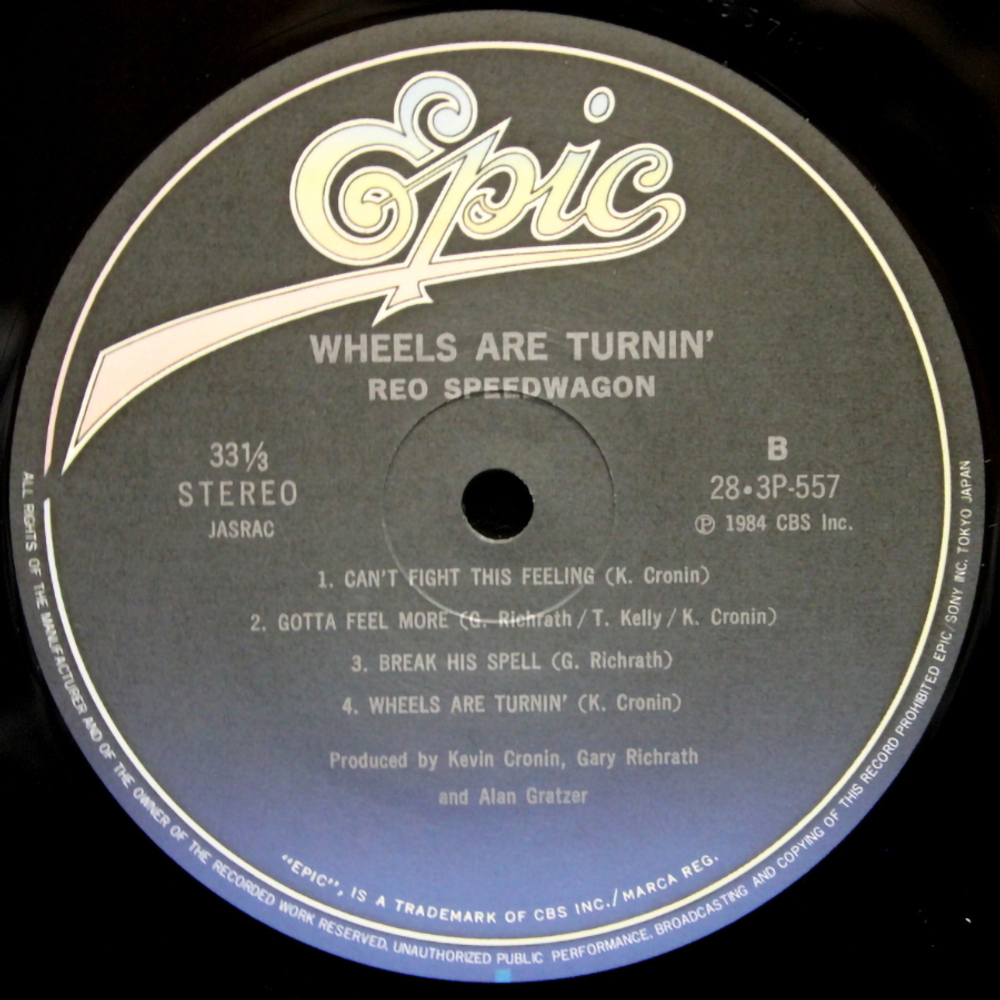 Epic
WHEELS ARE TURNIN'
REO SPEEDWAGON
33⅓
STEREO
JASRAC
B
28•3P-557
Ⓟ 1984 CBS Inc.
1. CAN'T FIGHT THIS FEELING (K. Cronin)
2. GOTTA FEEL MORE (G. Richrath / T. Kelly / K. Cronin)
3. BREAK HIS SPELL (G. Richrath)
4. WHEELS ARE TURNIN' (K. Cronin)
Produced by Kevin Cronin, Gary Richrath
and Alan Gratzer
"EPIC", IS A TRADEMARK OF CBS INC./MARCA REG.
ALL RIGHTS OF THE MANUFACTURER AND OF THE OWNER OF THE RECORDED WORK RESERVED, UNAUTHORIZED PUBLIC PERFORMANCE, BROADCASTING AND COPYING OF THIS RECORD PROHIBITED EPIC/SONY INC. TOKYO JAPAN